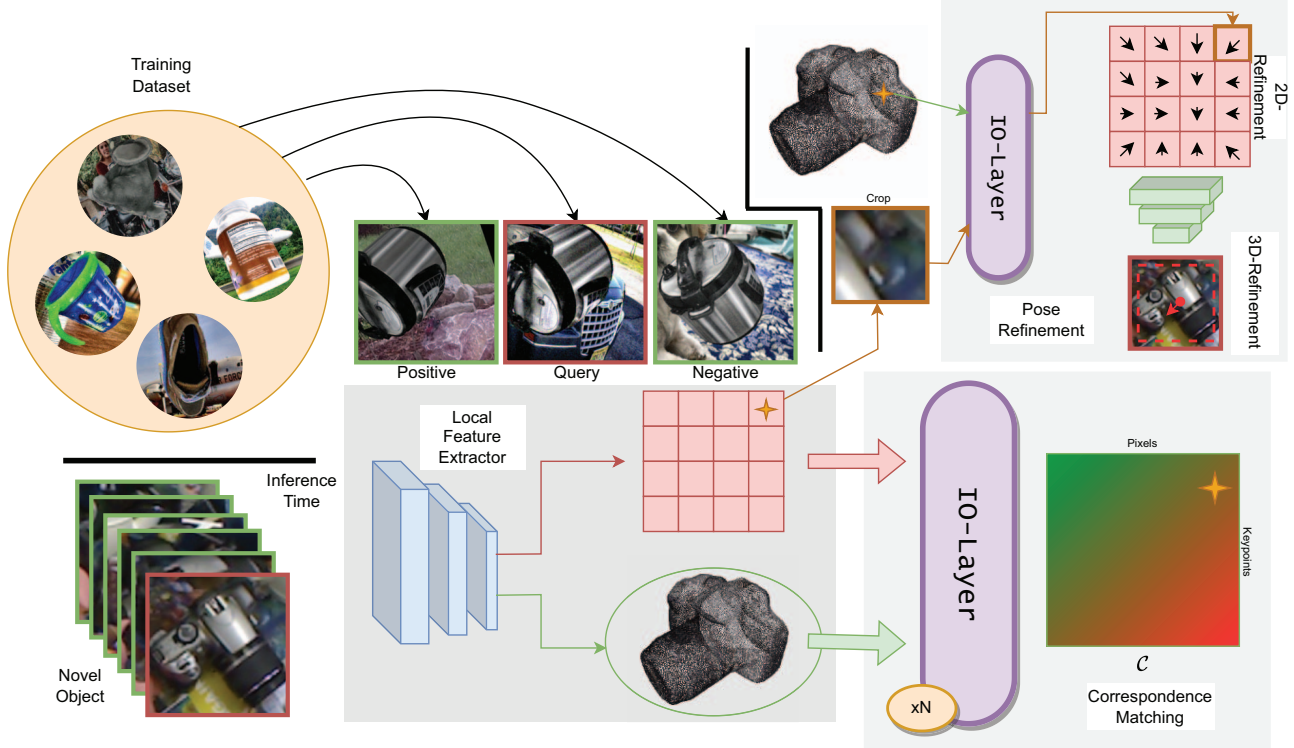 Training
Dataset
Positive
Query
Negative
Crop
IO-Layer
2D-
Refinement
3D-Refinement
Pose
Refinement
Local
Feature
Extractor
Inference
Time
Novel
Object
IO-Layer
xN
Pixels
Keypoints
C
Correspondence
Matching